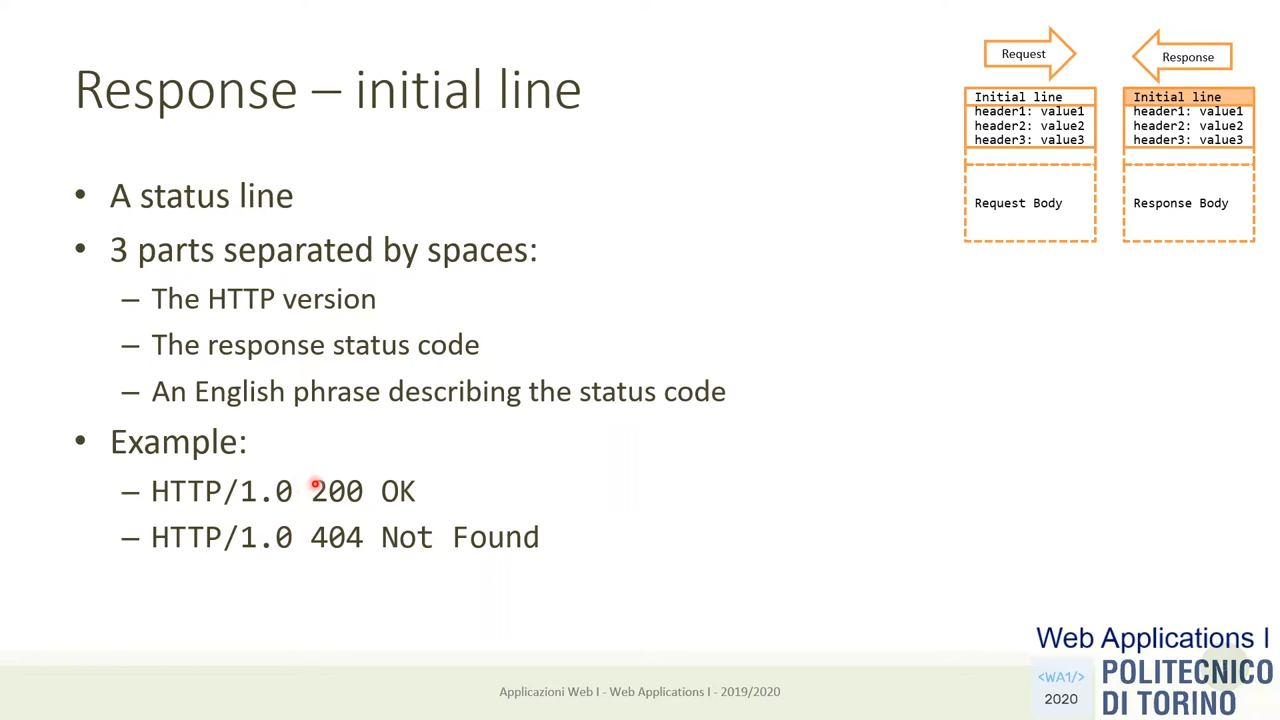 Response – initial line
• A status line
• 3 parts separated by spaces:
– The HTTP version
– The response status code
– An English phrase describing the status code
• Example:
– HTTP/1.0 200 OK
– HTTP/1.0 404 Not Found
Request
Initial line
header1: value1
header2: value2
header3: value3
Request Body
Response
Initial line
header1: value1
header2: value2
header3: value3
Response Body
Applicazioni Web I - Web Applications I - 2019/2020
Web Applications I
<WA1/>
2020
POLITECNICO
DI TORINO